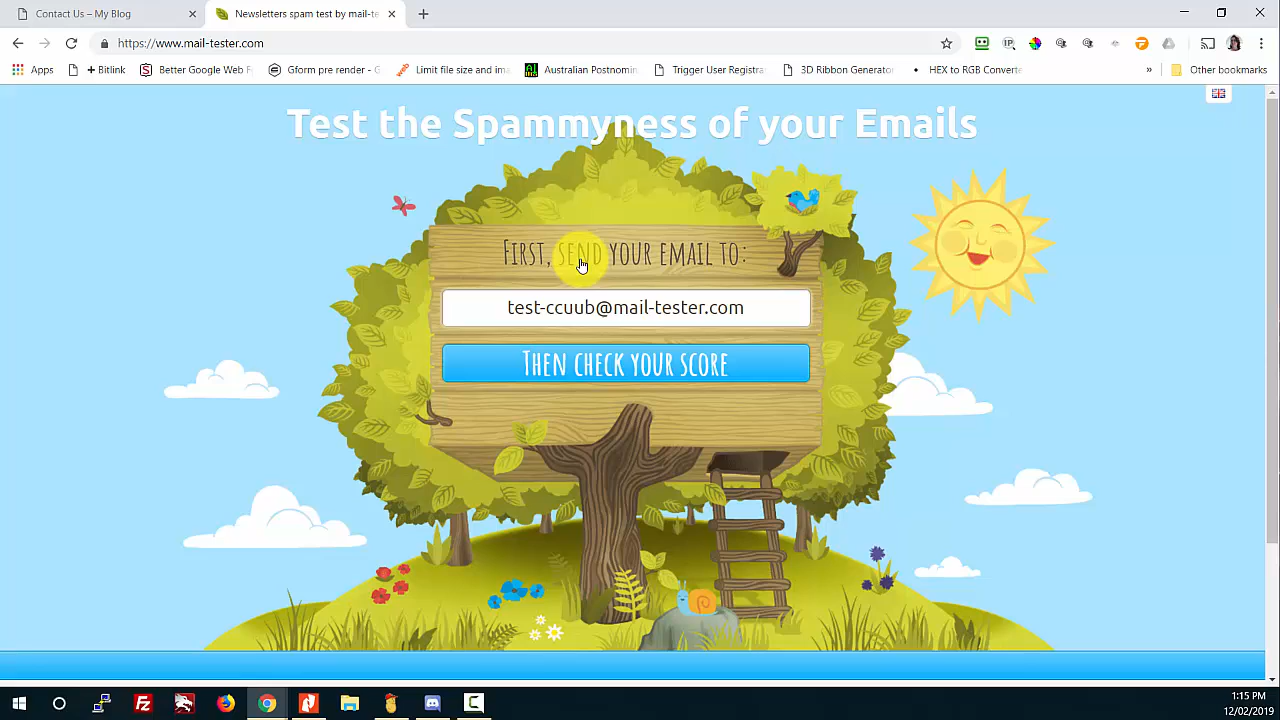 Contact Us – My Blog
Newsletters spam test by mail-te
https://www.mail-tester.com
Apps
+ Bitlink
Better Google Web F
Gform pre render - G
Limit file size and ima
Australian Postnomin
Trigger User Registra
3D Ribbon Generator
HEX to RGB Converte
»
Other bookmarks
Test the Spammyness of your Emails
First, send your email to:
test-ccuub@mail-tester.com
Then check your score
1:15 PM
12/02/2019